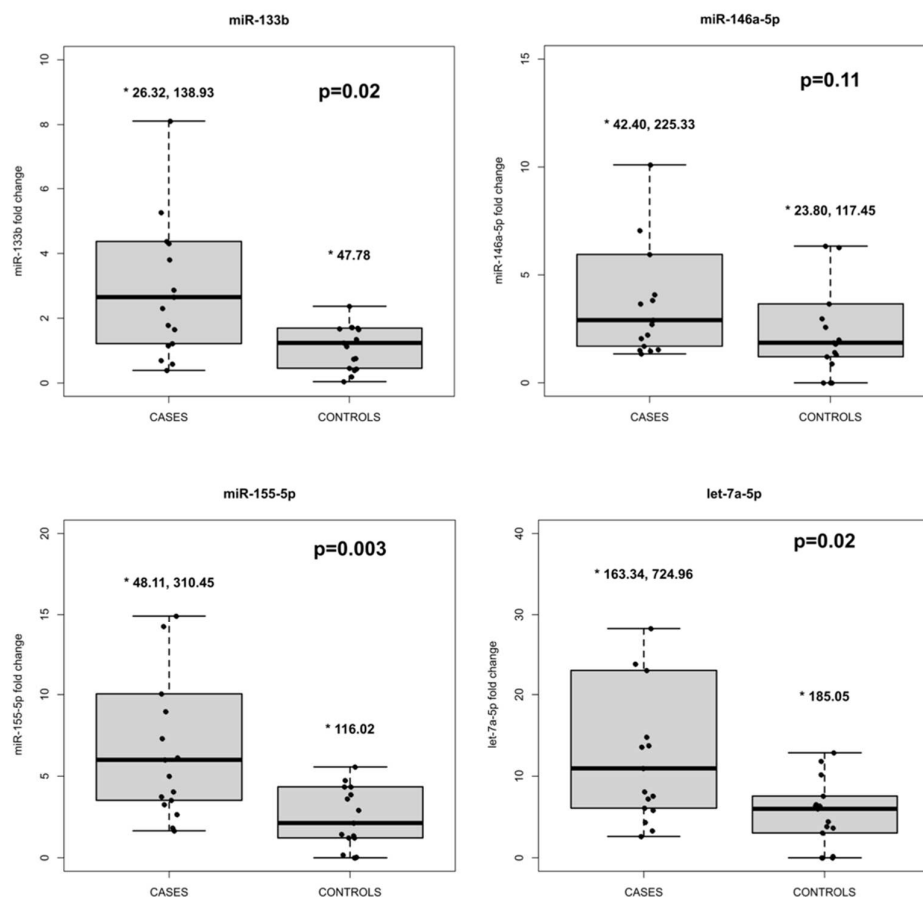 miR-133b
miR-133b fold change
10
8
6
4
2
0
* 26.32, 138.93
p=0.02
* 47.78
CASES
CONTROLS
miR-146a-5p
miR-146a-5p fold change
15
10
5
0
* 42.40, 225.33
p=0.11
* 23.80, 117.45
CASES
CONTROLS
miR-155-5p
miR-155-5p fold change
20
15
10
5
0
* 48.11, 310.45
p=0.003
* 116.02
CASES
CONTROLS
let-7a-5p
let-7a-5p fold change
40
30
20
10
0
* 163.34, 724.96
p=0.02
* 185.05
CASES
CONTROLS